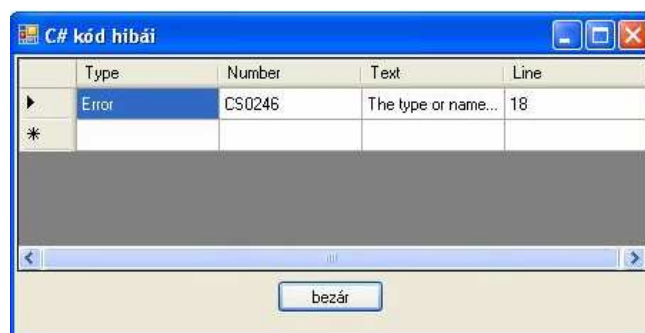 C# kód hibái
Type Number Text Line
Error CS0246 The type or name... 18
bezár